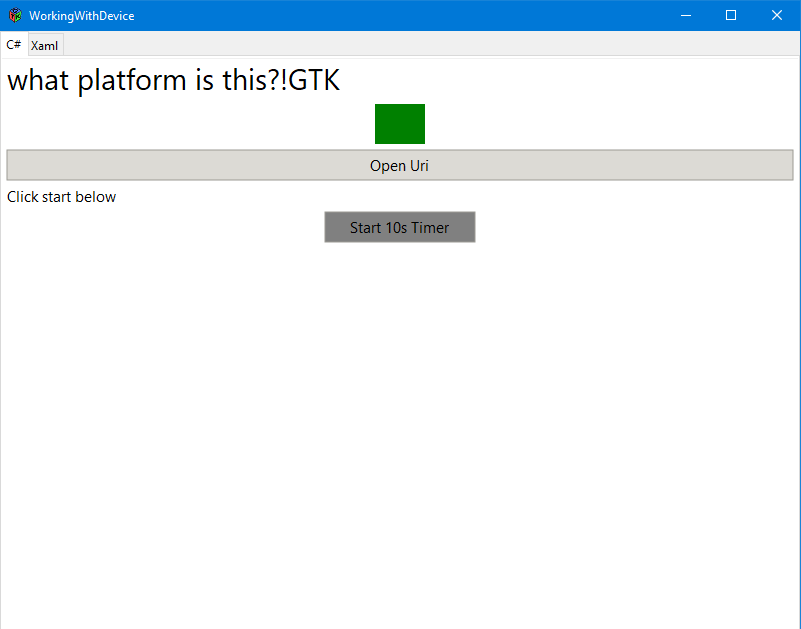 WorkingWithDevice
C# Xaml
what platform is this?!GTK
Open Uri
Click start below
Start 10s Timer